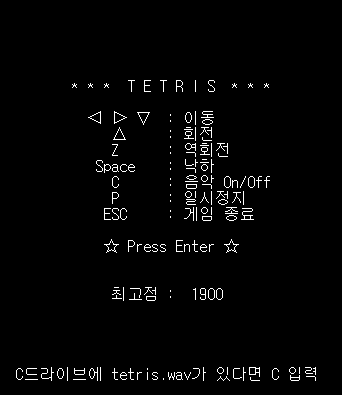 * * * T E T R I S * * *
◁ ▷ ▽ : 이동
△ : 회전
Z : 역회전
Space : 낙하
C : 음악 On/Off
P : 일시정지
ESC : 게임 종료
☆ Press Enter ☆
최고점 : 1900
C드라이브에 tetris.wav가 있다면 C 입력